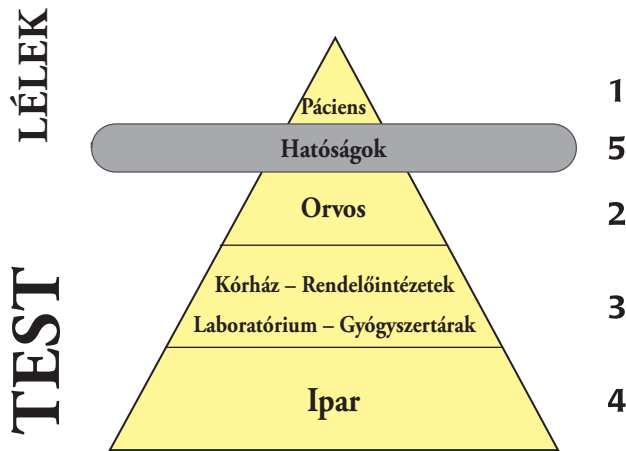 LÉLEK
Páciens
1
Hatóságok
5
Orvos
2
TEST
Kórház – Rendelőintézetek
Laboratórium – Gyógyszertárak
3
Ipar
4